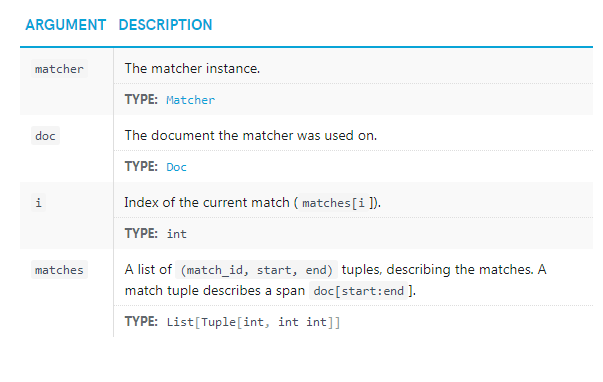 ARGUMENT DESCRIPTION
matcher The matcher instance.
TYPE: Matcher
doc The document the matcher was used on.
TYPE: Doc
i Index of the current match ( matches[i ]).
TYPE: int
matches A list of (match_id, start, end) tuples, describing the matches. A
match tuple describes a span doc[start:end ].
TYPE: List[Tuple[int, int int]]